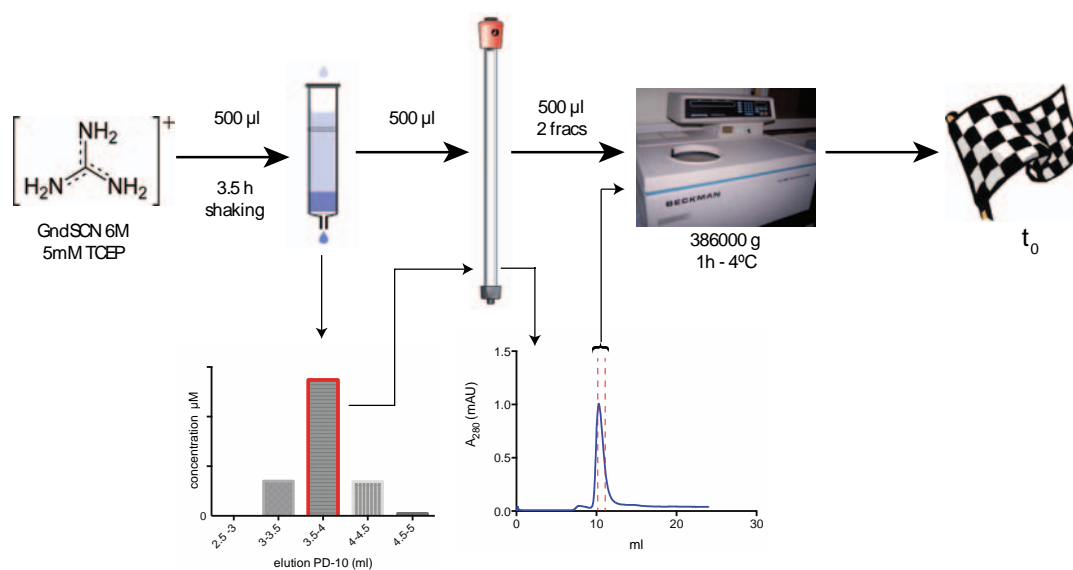 [NH₂ H₂N NH₂]⁺
GndSCN 6M
5mM TCEP
500 µl
3.5 h
shaking
500 µl
500 µl
2 fracs
BECKMAN
386000 g
1h - 4ºC
t₀
concentration µM
0
2.5 -3
3-3.5
3.5-4
4-4.5
4.5-5
elution PD-10 (ml)
A₂₈₀ (mAU)
1.5
1.0
0.5
0.0
0
10
20
30
ml